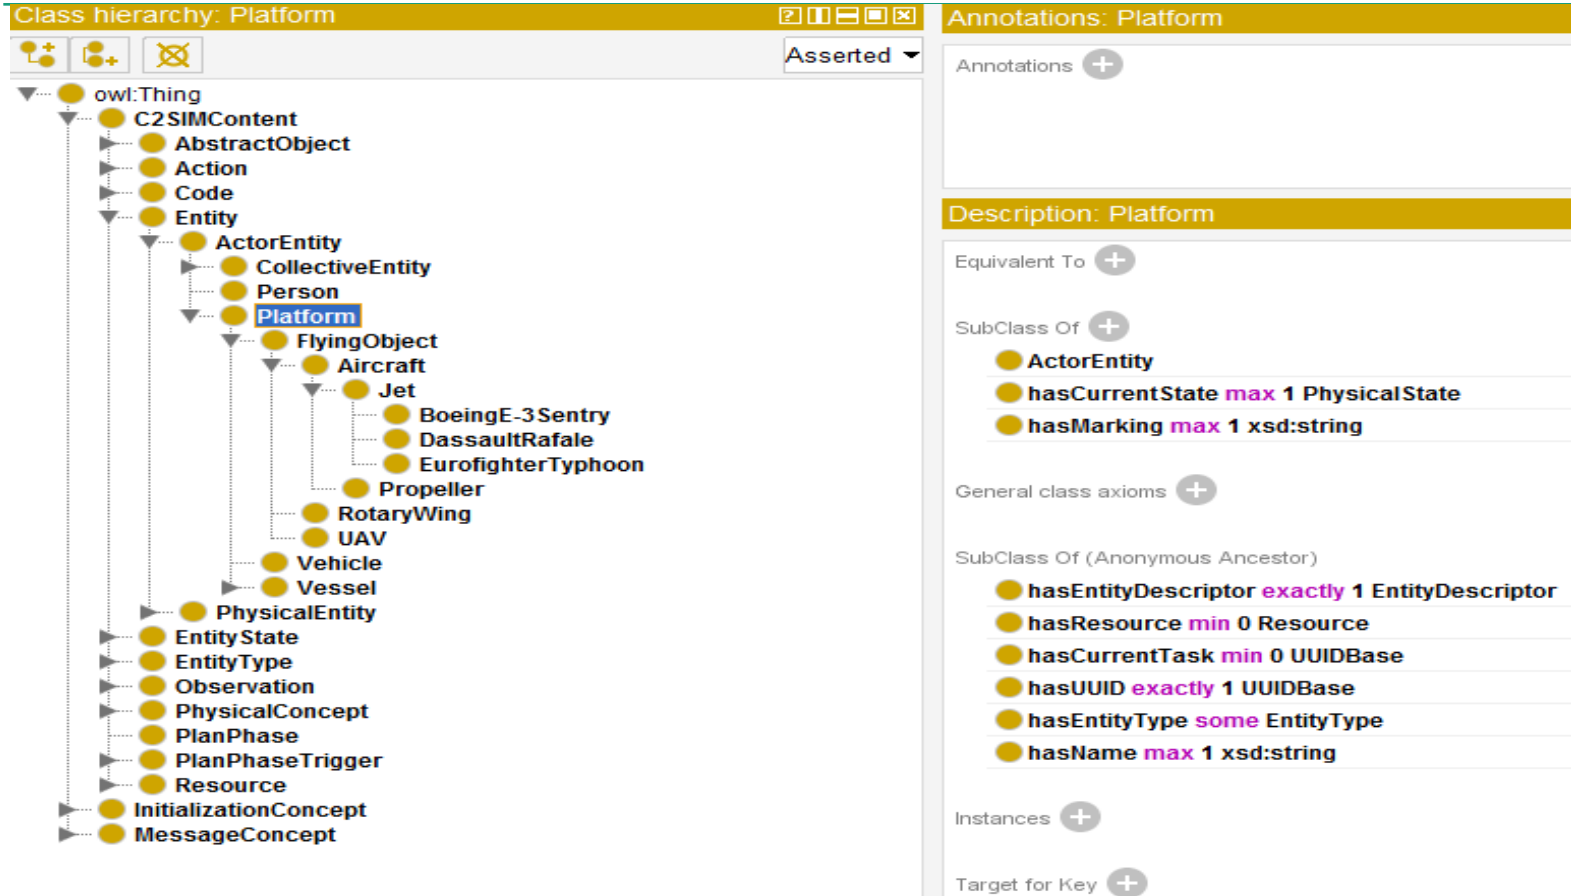 Class hierarchy: Platform
Asserted
owl:Thing
C2SIMContent
AbstractObject
Action
Code
Entity
ActorEntity
CollectiveEntity
Person
Platform
FlyingObject
Aircraft
Jet
BoeingE-3Sentry
DassaultRafale
EurofighterTyphoon
Propeller
RotaryWing
UAV
Vehicle
Vessel
PhysicalEntity
EntityState
EntityType
Observation
PhysicalConcept
PlanPhase
PlanPhaseTrigger
Resource
InitializationConcept
MessageConcept
Annotations: Platform
Annotations
Description: Platform
Equivalent To
SubClass Of
ActorEntity
hasCurrentState max 1 PhysicalState
hasMarking max 1 xsd:string
General class axioms
SubClass Of (Anonymous Ancestor)
hasEntityDescriptor exactly 1 EntityDescriptor
hasResource min 0 Resource
hasCurrentTask min 0 UUIDBase
hasUUID exactly 1 UUIDBase
hasEntityType some EntityType
hasName max 1 xsd:string
Instances
Target for Key